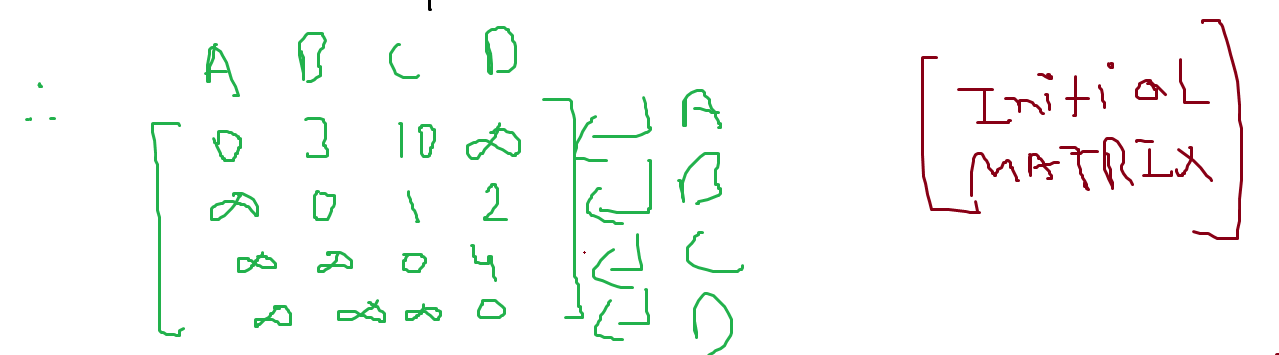 ∴ A B C D
0 3 10 ∞ A
∞ 0 1 2 B
∞ ∞ 0 4 C
∞ ∞ ∞ 0 D
Initial
MATRIX